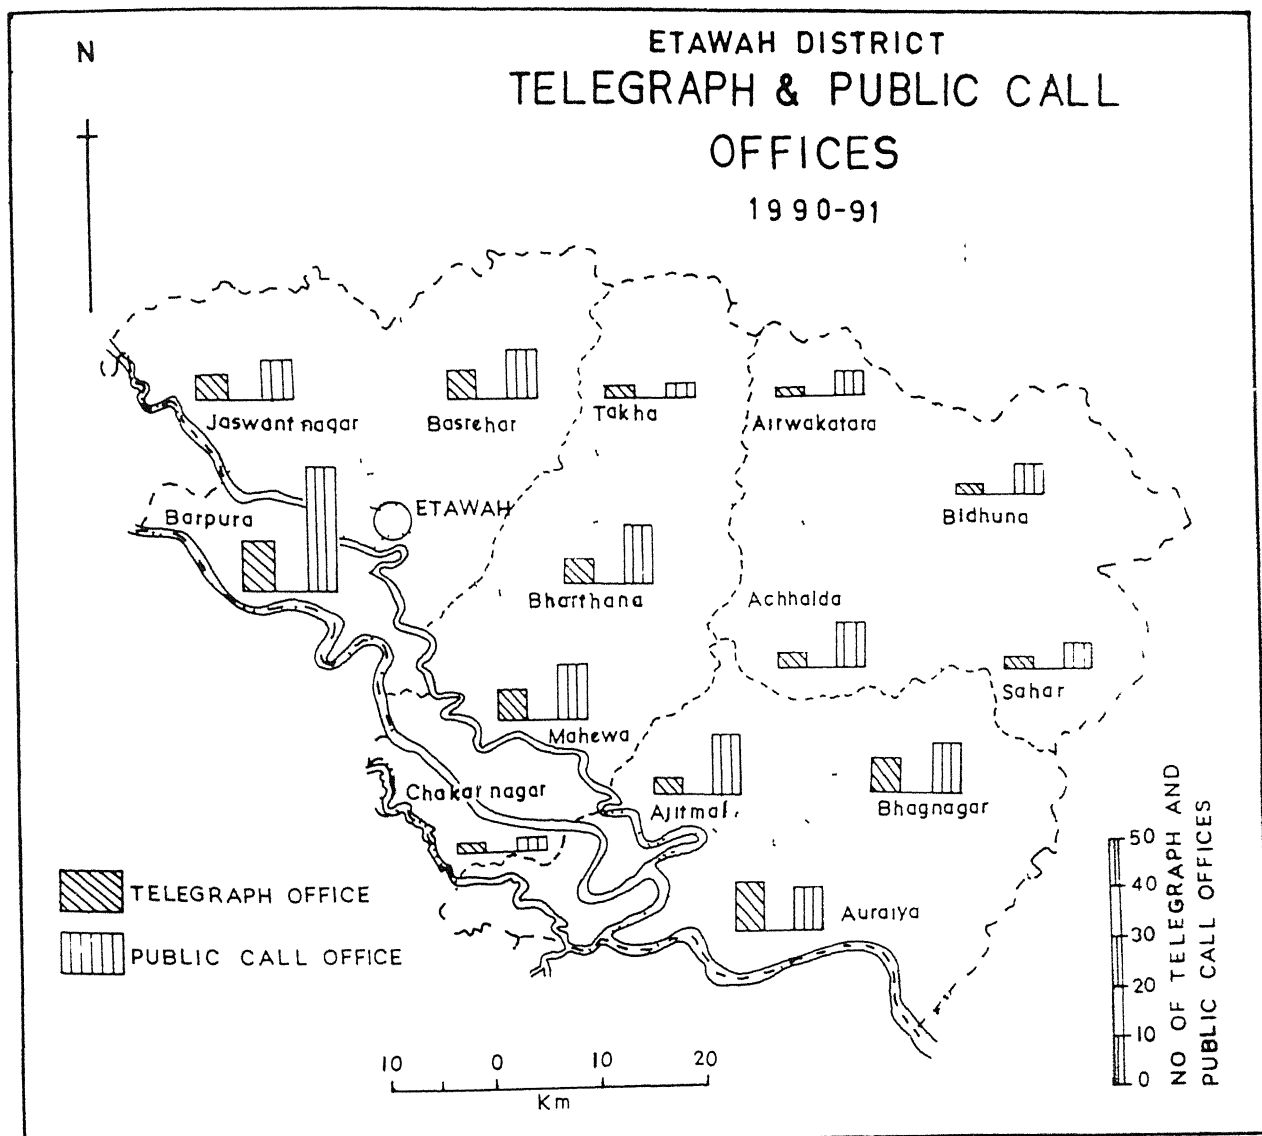 N
ETAWAH DISTRICT
TELEGRAPH & PUBLIC CALL
OFFICES
1990-91
Jaswant nagar
Basrehar
Takha
Airwakatara
Barpura
ETAWAH
Bidhuna
Bharthana
Achhalda
Sahar
Mahewa
Chakar nagar
Ajitmal
Bhagnagar
Auraiya
TELEGRAPH OFFICE
PUBLIC CALL OFFICE
50
40
30
20
10
0
NO OF TELEGRAPH AND
PUBLIC CALL OFFICES
10 0 10 20
Km